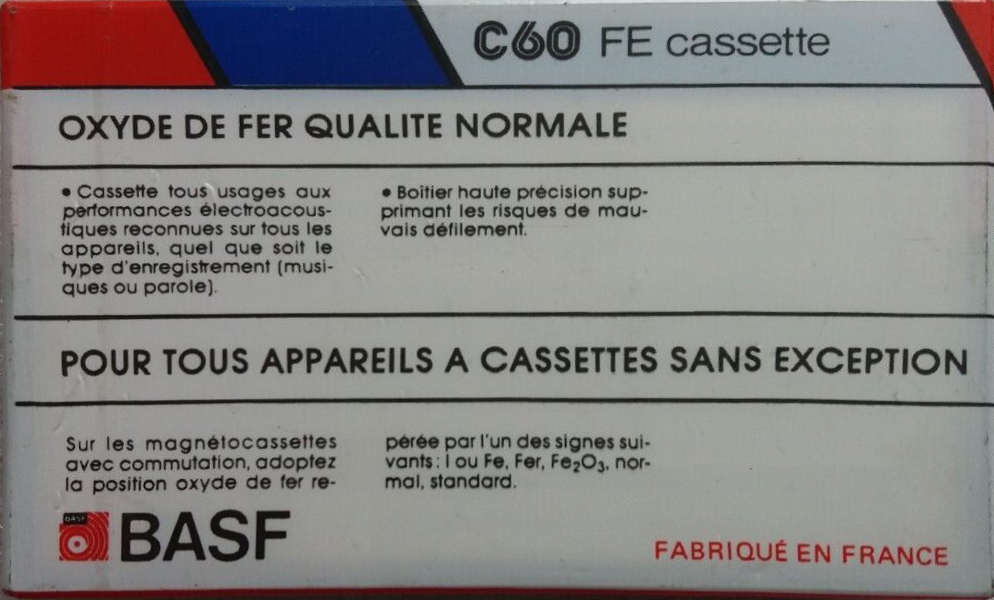 C60 FE cassette
OXYDE DE FER QUALITE NORMALE
• Cassette tous usages aux
performances électroacous-
tiques reconnues sur tous les
appareils, quel que soit le
type d'enregistrement (musi-
ques ou parole).
• Boîtier haute précision sup-
primant les risques de mau-
vais défilement.
POUR TOUS APPAREILS A CASSETTES SANS EXCEPTION
Sur les magnétocassettes
avec commutation, adoptez
la position oxyde de fer re-
pérée par l'un des signes sui-
vants : I ou Fe, Fer, Fe₂O₃, nor-
mal, standard.
BASF
BASF
FABRIQUÉ EN FRANCE